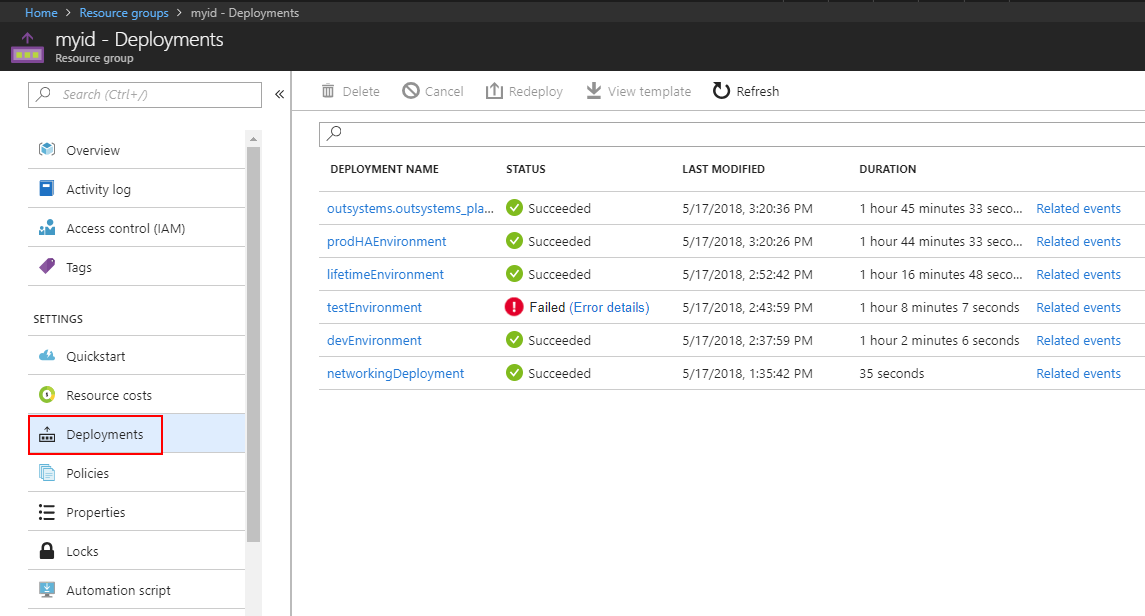 Home > Resource groups > myid - Deployments
myid - Deployments
Resource group
Search (Ctrl+/)
«
Overview
Activity log
Access control (IAM)
Tags
SETTINGS
Quickstart
Resource costs
Deployments
Policies
Properties
Locks
Automation script
Delete Cancel Redeploy View template Refresh
DEPLOYMENT NAME STATUS LAST MODIFIED DURATION
outsystems.outsystems_pla... Succeeded 5/17/2018, 3:20:36 PM 1 hour 45 minutes 33 seco... Related events
prodHAEnvironment Succeeded 5/17/2018, 3:20:26 PM 1 hour 44 minutes 33 seco... Related events
lifetimeEnvironment Succeeded 5/17/2018, 2:52:42 PM 1 hour 16 minutes 48 seco... Related events
testEnvironment Failed (Error details) 5/17/2018, 2:43:59 PM 1 hour 8 minutes 7 seconds Related events
devEnvironment Succeeded 5/17/2018, 2:37:59 PM 1 hour 2 minutes 6 seconds Related events
networkingDeployment Succeeded 5/17/2018, 1:35:42 PM 35 seconds Related events